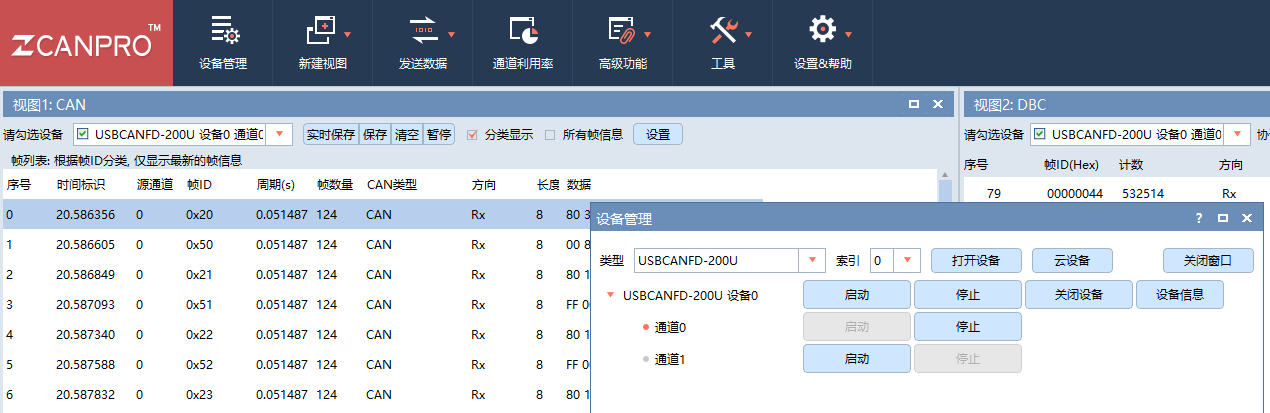 ZCANPRO™
设备管理 新建视图 发送数据 通道利用率 高级功能 工具 设置&帮助
视图1: CAN
请勾选设备 USBCANFD-200U 设备0 通道0 实时保存 保存 清空 暂停 分类显示 所有帧信息 设置
帧列表: 根据帧ID分类, 仅显示最新的帧信息
序号 时间标识 源通道 帧ID 周期(s) 帧数量 CAN类型 方向 长度 数据
0 20.586356 0 0x20 0.051487 124 CAN Rx 8 80 3
1 20.586605 0 0x50 0.051487 124 CAN Rx 8 00 8
2 20.586849 0 0x21 0.051487 124 CAN Rx 8 80 1
3 20.587093 0 0x51 0.051487 124 CAN Rx 8 FF 0
4 20.587340 0 0x22 0.051487 124 CAN Rx 8 80 1
5 20.587588 0 0x52 0.051487 124 CAN Rx 8 FF 0
6 20.587832 0 0x23 0.051487 124 CAN Rx 8 80 1
视图2: DBC
请勾选设备 USBCANFD-200U 设备0 通道0 协
序号 帧ID(Hex) 计数 方向
79 00000044 532514 Rx
设备管理 ?
类型 USBCANFD-200U 索引 0 打开设备 云设备 关闭窗口
USBCANFD-200U 设备0 启动 停止 关闭设备 设备信息
通道0 启动 停止
通道1 启动 停止